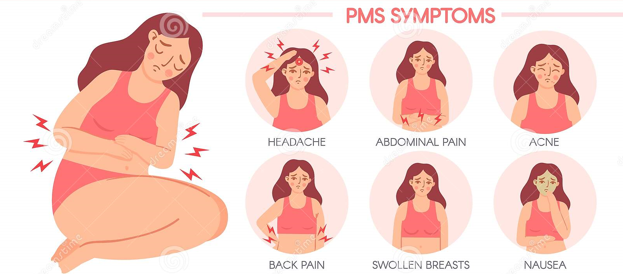 PMS SYMPTOMS
HEADACHE
ABDOMINAL PAIN
ACNE
BACK PAIN
SWOLLEN BREASTS
NAUSEA